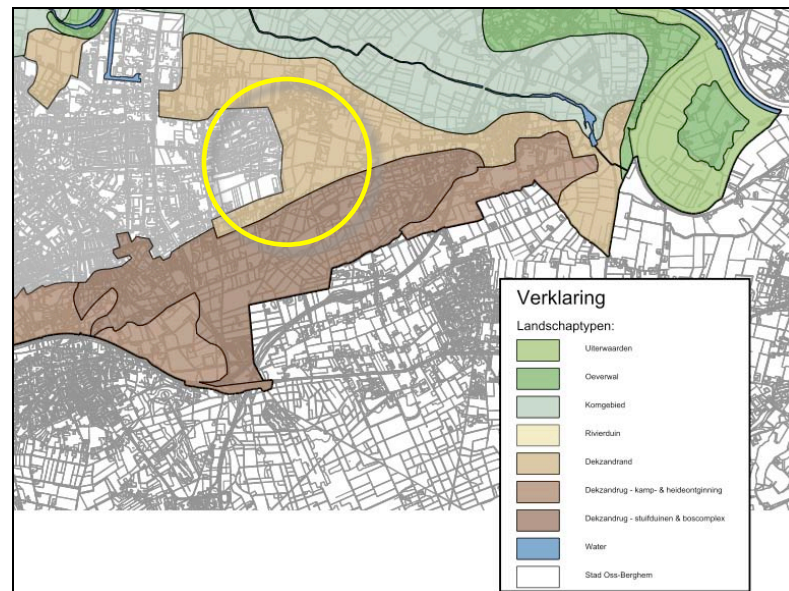 Verklaring
Landschaptypen:
Uiterwaarden
Oeverwal
Komgebied
Rivierduin
Dekzandrand
Dekzandrug - kamp- & heideontginning
Dekzandrug - stuifduinen & boscomplex
Water
Stad Oss-Berghem